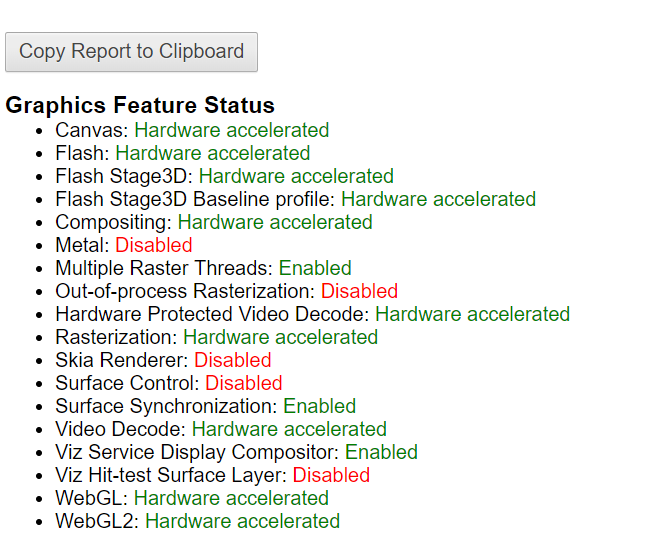 Copy Report to Clipboard
Graphics Feature Status
Canvas: Hardware accelerated
Flash: Hardware accelerated
Flash Stage3D: Hardware accelerated
Flash Stage3D Baseline profile: Hardware accelerated
Compositing: Hardware accelerated
Metal: Disabled
Multiple Raster Threads: Enabled
Out-of-process Rasterization: Disabled
Hardware Protected Video Decode: Hardware accelerated
Rasterization: Hardware accelerated
Skia Renderer: Disabled
Surface Control: Disabled
Surface Synchronization: Enabled
Video Decode: Hardware accelerated
Viz Service Display Compositor: Enabled
Viz Hit-test Surface Layer: Disabled
WebGL: Hardware accelerated
WebGL2: Hardware accelerated